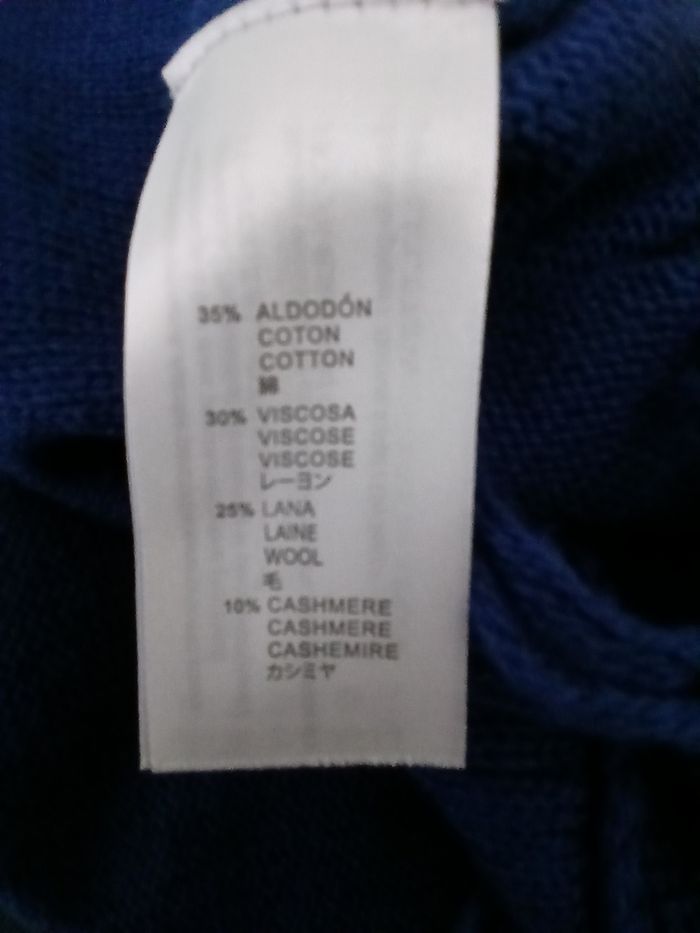 35% ALDODÓN
COTON
COTTON
綿
30% VISCOSA
VISCOSE
VISCOSE
レーヨン
25% LANA
LAINE
WOOL
毛
10% CASHMERE
CASHMERE
CASHEMIRE
カシミヤ